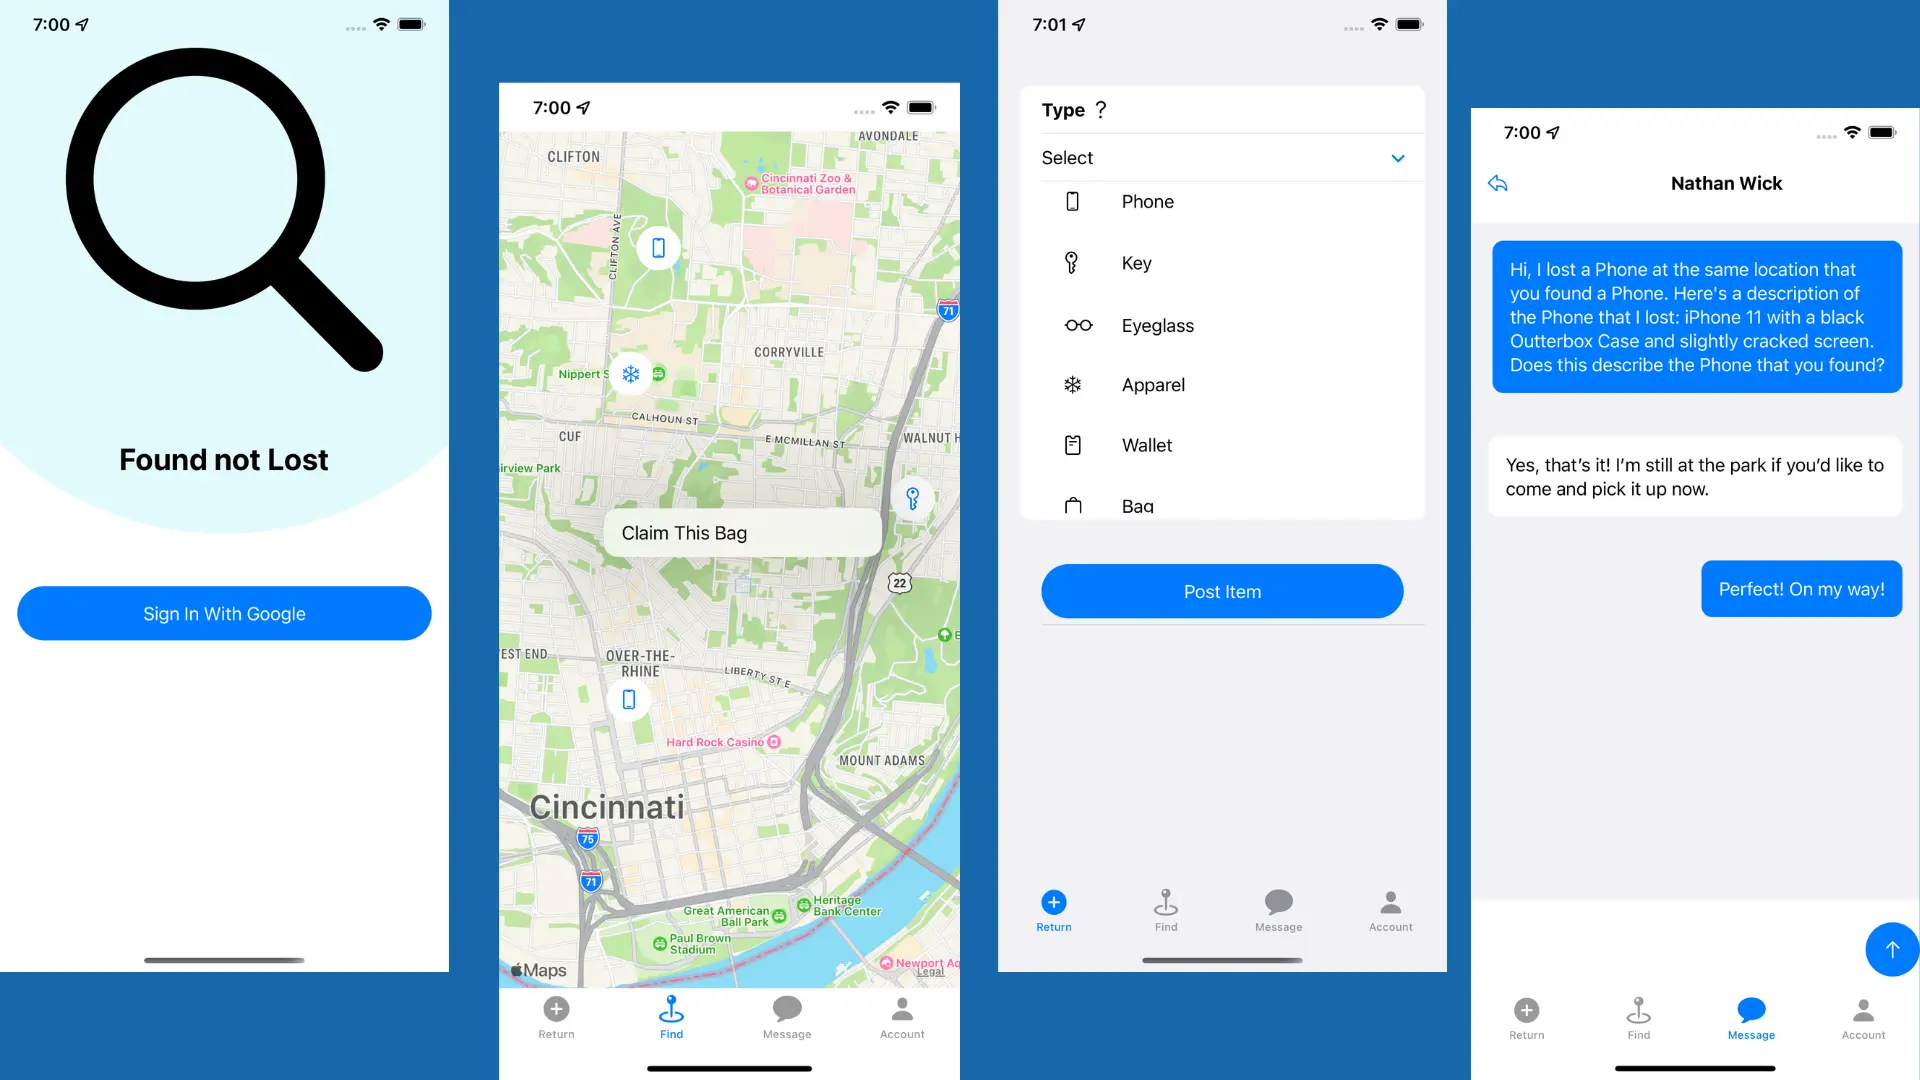 7:00
Found not Lost
Sign In With Google
7:00
AVONDALE
CLIFTON
Cincinnati Zoo &
Botanical Garden
CLIFTON AVE
71
CORRYVILLE
Nippert S
CALHOUN ST
CUF
E MCMILLAN ST
WALNUT H
irview Park
Claim This Bag
22
E
EST END
OVER-THE-
RHINE
LIBERTY ST E
Hard Rock Casino
MOUNT ADAMS
Cincinnati
75
71
Great American
Ball Park
Heritage
Bank Center
Paul Brown
Stadium
Newport Aq
Maps
Legal
Return
Find
Message
Account
7:01
Type ?
Select
Phone
Key
Eyeglass
Apparel
Wallet
Bag
Post Item
Return
Find
Message
Account
7:00
Nathan Wick
Hi, I lost a Phone at the same location that
you found a Phone. Here's a description of
the Phone that I lost: iPhone 11 with a black
Outterbox Case and slightly cracked screen.
Does this describe the Phone that you found?
Yes, that's it! I'm still at the park if you'd like to
come and pick it up now.
Perfect! On my way!
Return
Find
Message
Account